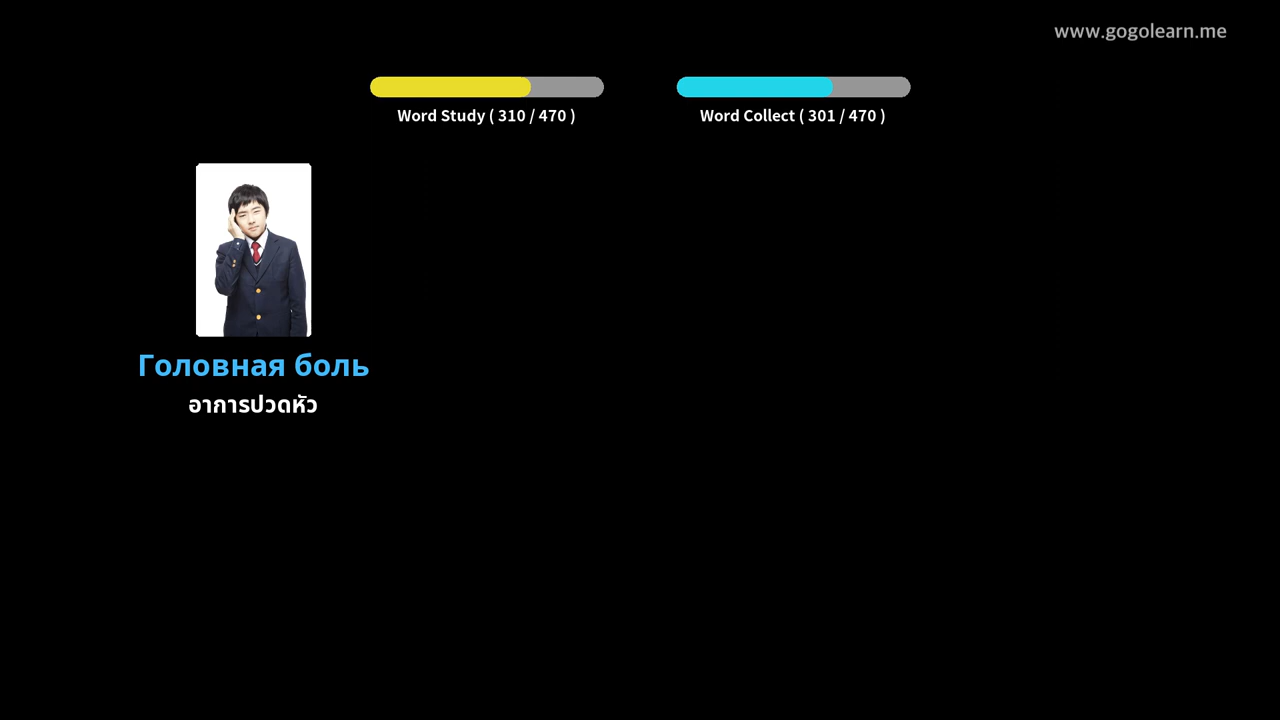 www.gogolearn.me
Word Study ( 310 / 470 )
Word Collect ( 301 / 470 )
Головная боль
อาการปวดหัว